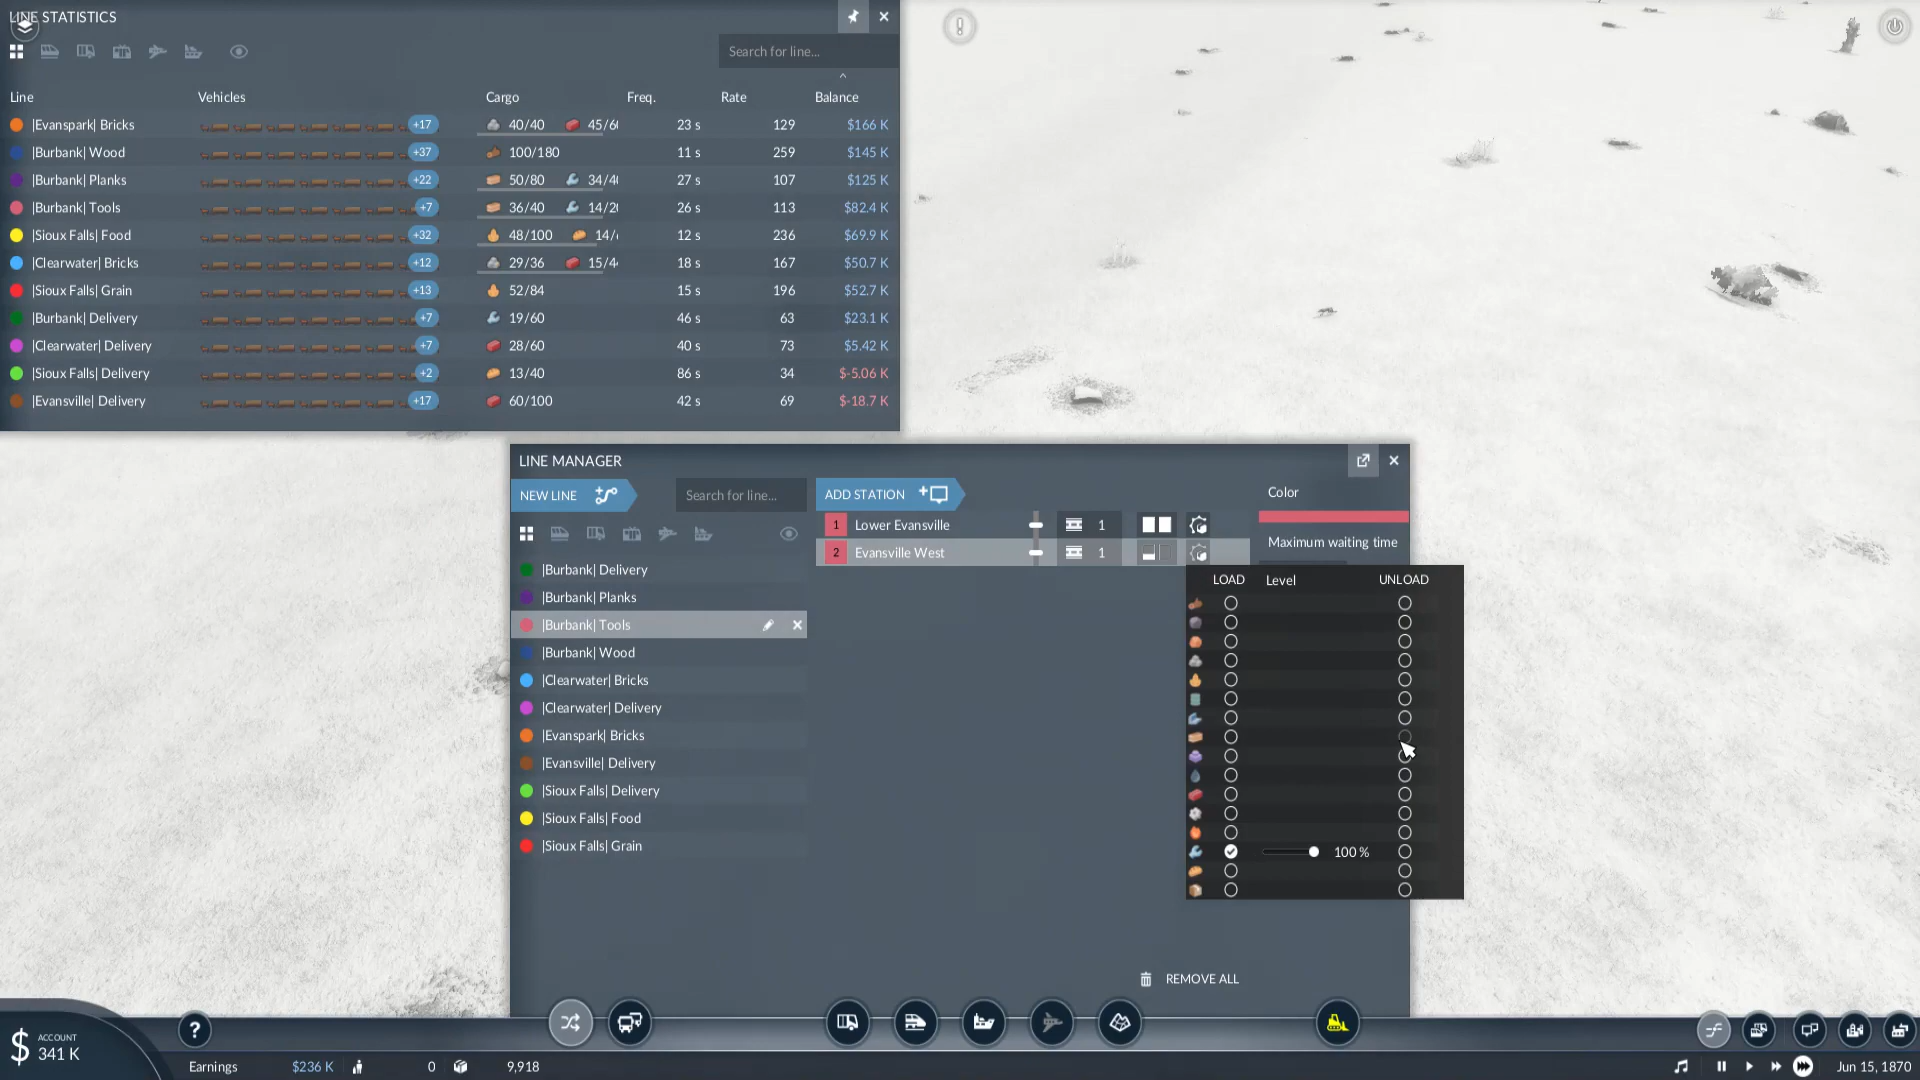 LINE STATISTICS
Search for line...
Line Vehicles Cargo Freq. Rate Balance
|Evanspark| Bricks +17 40/40 45/60 23 s 129 $166 K
|Burbank| Wood +37 100/180 11 s 259 $145 K
|Burbank| Planks +22 50/80 34/40 27 s 107 $125 K
|Burbank| Tools +7 36/40 14/20 26 s 113 $82.4 K
|Sioux Falls| Food +32 48/100 14/ 12 s 236 $69.9 K
|Clearwater| Bricks +12 29/36 15/4 18 s 167 $50.7 K
|Sioux Falls| Grain +13 52/84 15 s 196 $52.7 K
|Burbank| Delivery +7 19/60 46 s 63 $23.1 K
|Clearwater| Delivery +7 28/60 40 s 73 $5.42 K
|Sioux Falls| Delivery +2 13/40 86 s 34 $-5.06 K
|Evansville| Delivery +17 60/100 42 s 69 $-18.7 K
LINE MANAGER
NEW LINE
Search for line...
ADD STATION
Color
1 Lower Evansville 1
2 Evansville West 1
Maximum waiting time
|Burbank| Delivery
|Burbank| Planks
|Burbank| Tools
|Burbank| Wood
|Clearwater| Bricks
|Clearwater| Delivery
|Evanspark| Bricks
|Evansville| Delivery
|Sioux Falls| Delivery
|Sioux Falls| Food
|Sioux Falls| Grain
LOAD Level UNLOAD
100 %
REMOVE ALL
$ ACCOUNT
341 K
?
Earnings $236 K 0 9,918
Jun 15, 1870